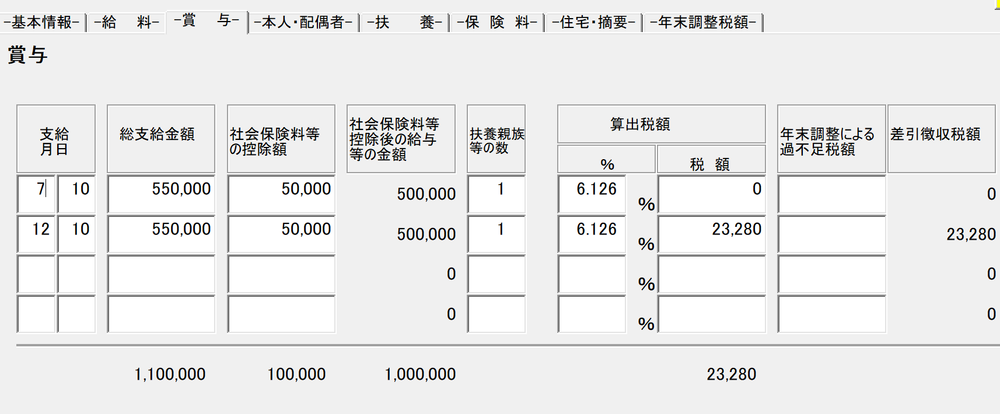 -基本情報- -給　料- -賞　与- -本人・配偶者- -扶　養- -保 険 料- -住宅・摘要- -年末調整税額-
賞与
支給
月日
総支給金額
社会保険料等
の控除額
社会保険料等
控除後の給与
等の金額
扶養親族
等の数
算出税額
%
税 額
年末調整による
過不足税額
差引徴収税額
7 10 550,000 50,000 500,000 1 6.126 % 0 0
12 10 550,000 50,000 500,000 1 6.126 % 23,280 23,280
0 % 0
0 % 0
1,100,000 100,000 1,000,000 23,280